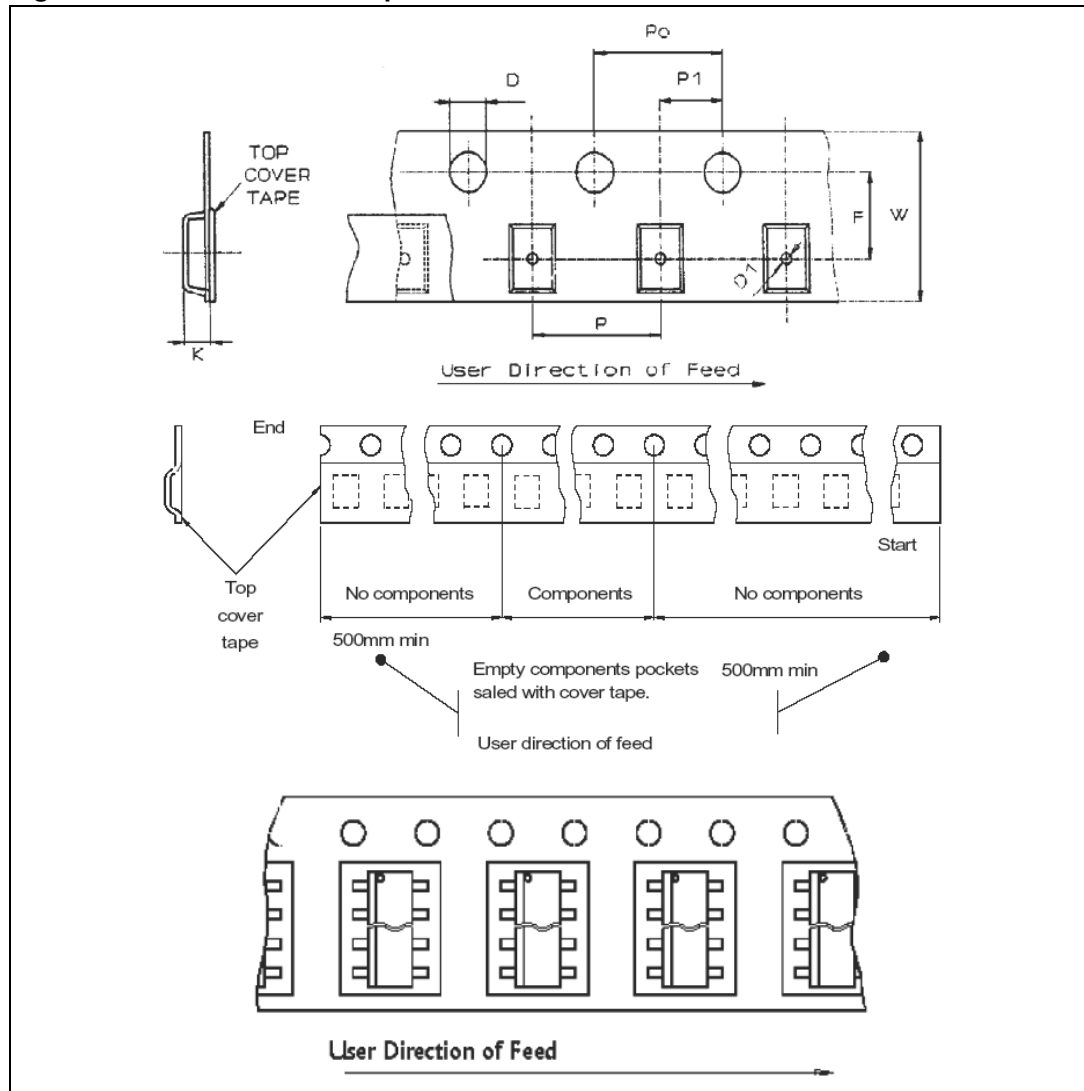 Po
D
P1
TOP
COVER
TAPE
F
W
D1
K
P
User Direction of Feed
End
Start
Top
cover
tape
No components
Components
No components
500mm min
Empty components pockets
saled with cover tape.
500mm min
User direction of feed
User Direction of Feed